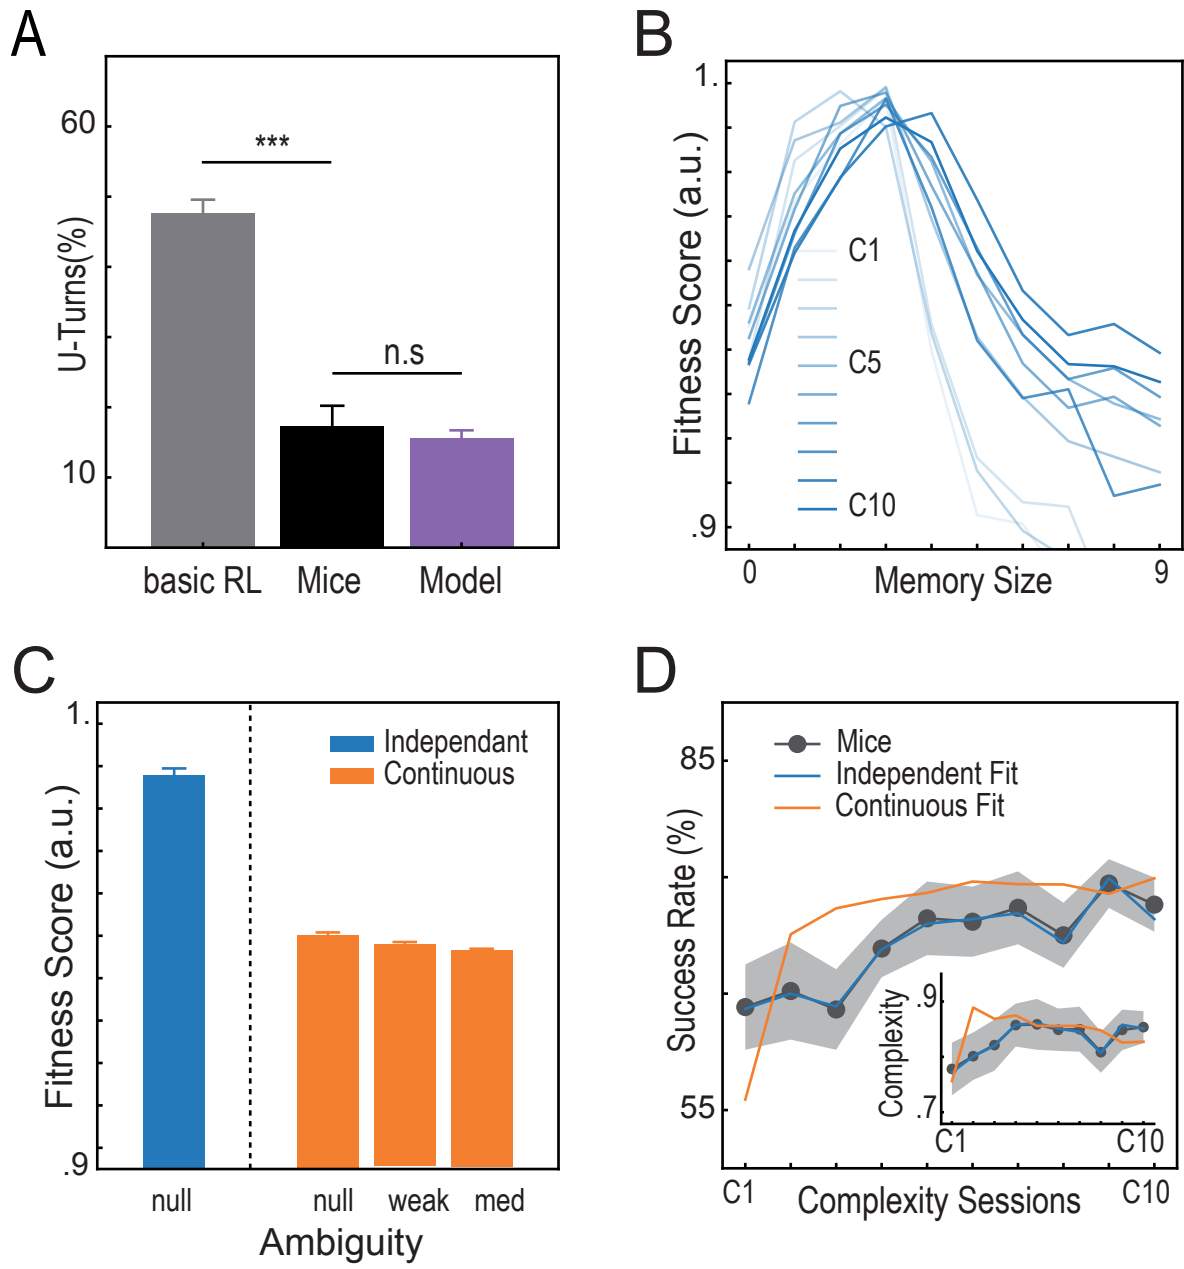 A
60
10
U-Turns(%)
***
n.s
basic RL
Mice
Model
B
1.
.9
Fitness Score (a.u.)
C1
C5
C10
0
Memory Size
9
C
1.
.9
Fitness Score (a.u.)
Independant
Continuous
null
null
weak
med
Ambiguity
D
85
55
Success Rate (%)
Mice
Independent Fit
Continuous Fit
.9
.7
Complexity
C1
C10
C1
Complexity Sessions
C10